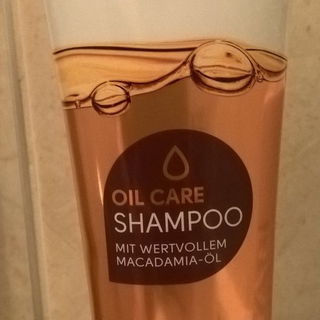 OIL CARE
SHAMPOO
MIT WERTVOLLEM
MACADAMIA-ÖL